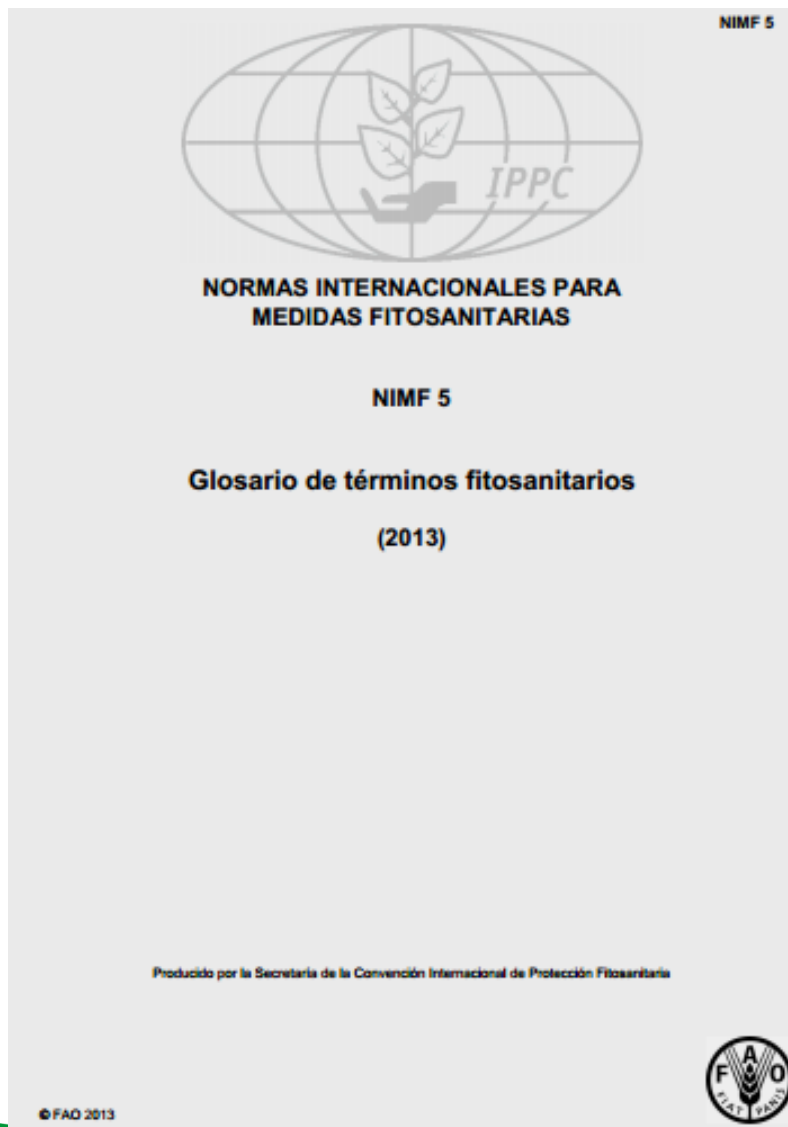 NIMF 5
IPPC
NORMAS INTERNACIONALES PARA
MEDIDAS FITOSANITARIAS
NIMF 5
Glosario de términos fitosanitarios
(2013)
Producido por la Secretaría de la Convención Internacional de Protección Fitosanitaria
F A O
FIAT PANIS
© FAO 2013